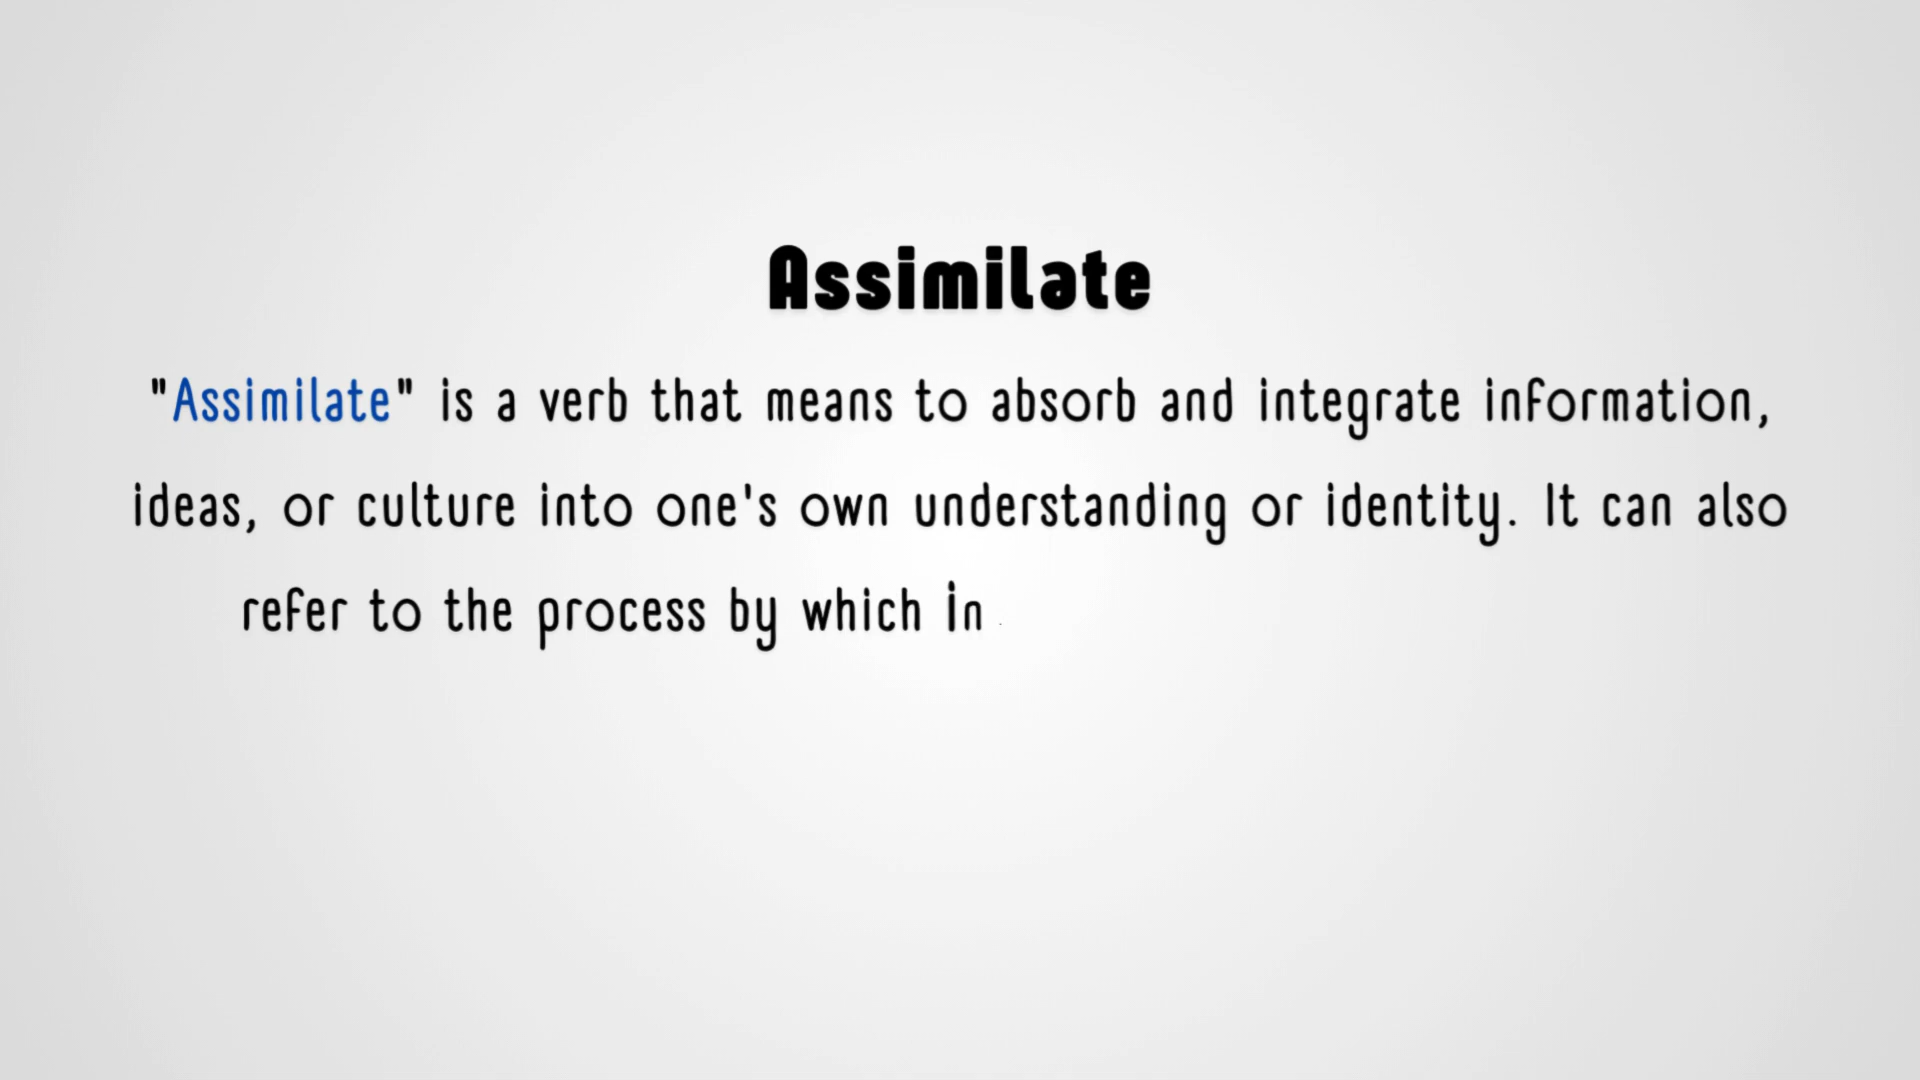 Assimilate
"Assimilate" is a verb that means to absorb and integrate information,
ideas, or culture into one's own understanding or identity. It can also
refer to the process by which in